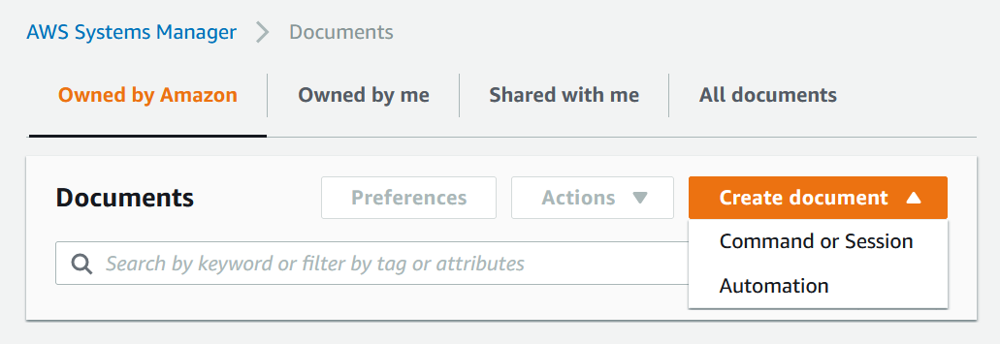 AWS Systems Manager > Documents
Owned by Amazon Owned by me Shared with me All documents
Documents Preferences Actions Create document
Command or Session
Search by keyword or filter by tag or attributes
Automation